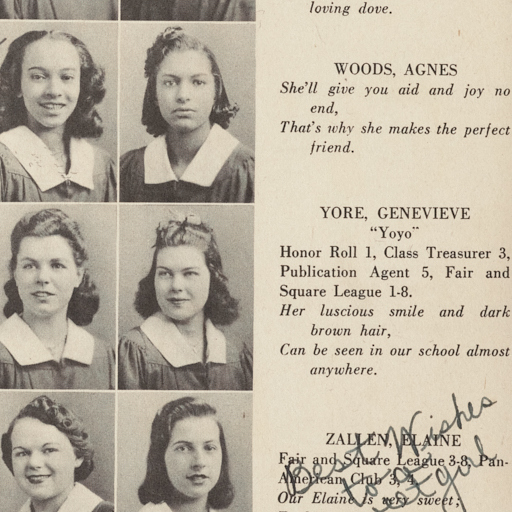 loving dove.
WOODS, AGNES
She'll give you aid and joy no
end,
That's why she makes the perfect
friend.
YORE, GENEVIEVE
"Yoyo"
Honor Roll 1, Class Treasurer 3,
Publication Agent 5, Fair and
Square League 1-8.
Her luscious smile and dark
brown hair,
Can be seen in our school almost
anywhere.
ZALLEN, ELAINE
Fair and Square League 3-8, Pan-
American Club 3, 4.
Our Elaine is very sweet;
Best Wishes
to a
girl